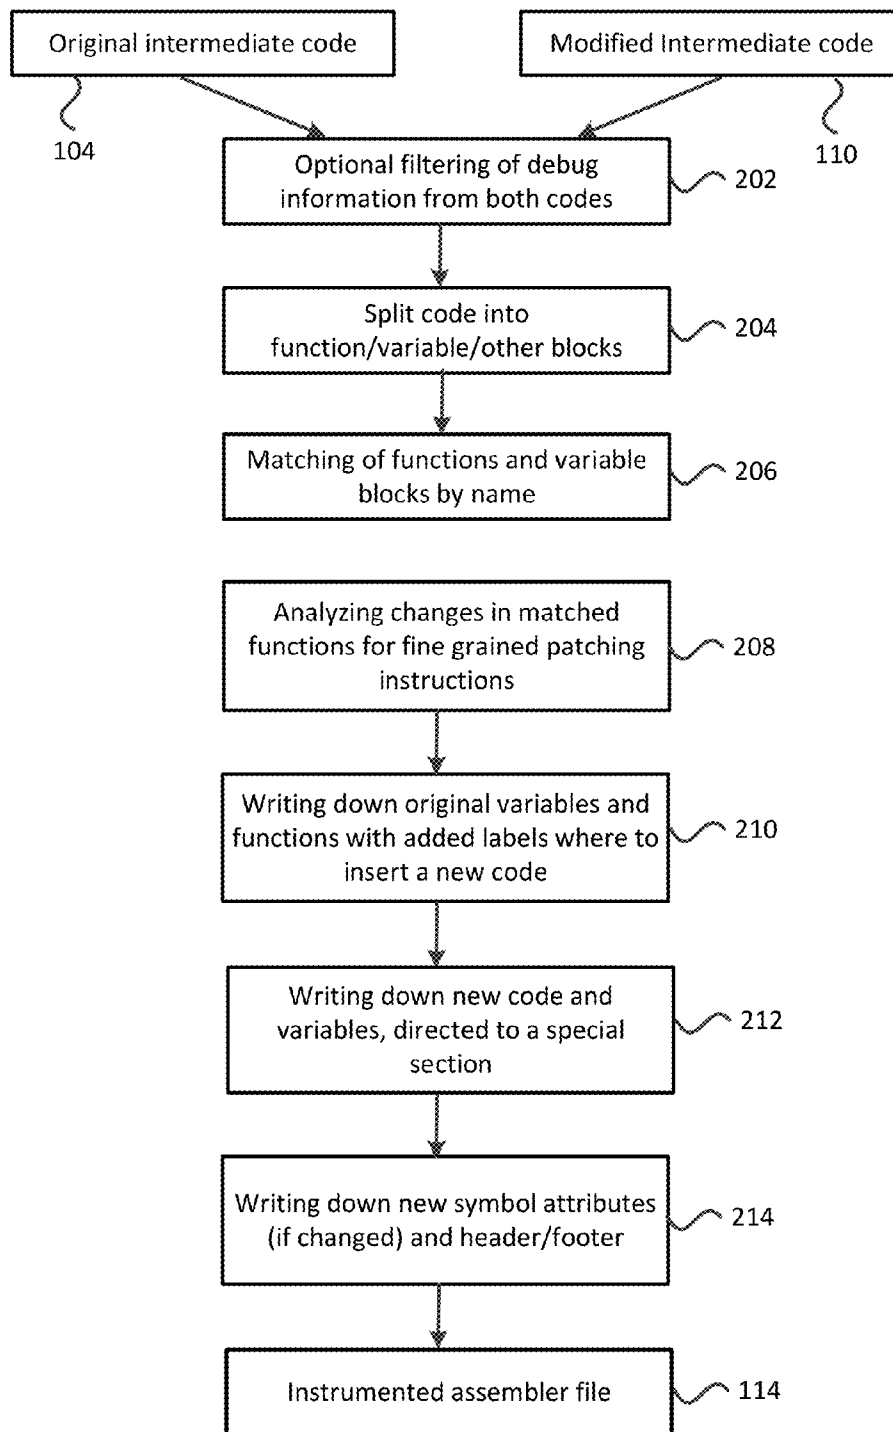 Original intermediate code
Modified Intermediate code
104
110
Optional filtering of debug
information from both codes
202
Split code into
function/variable/other blocks
204
Matching of functions and variable
blocks by name
206
Analyzing changes in matched
functions for fine grained patching
instructions
208
Writing down original variables and
functions with added labels where to
insert a new code
210
Writing down new code and
variables, directed to a special
section
212
Writing down new symbol attributes
(if changed) and header/footer
214
Instrumented assembler file
114